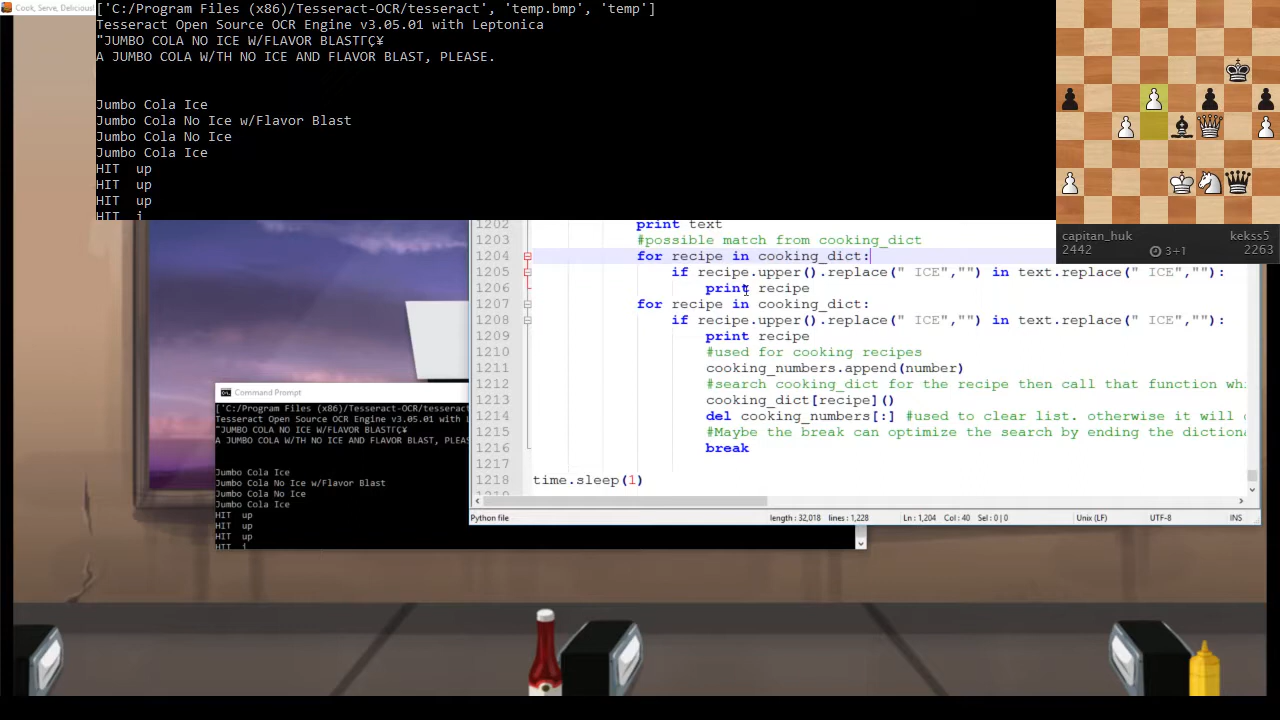 Cook, Serve, Delicious!
['C:/Program Files (x86)/Tesseract-OCR/tesseract', 'temp.bmp', 'temp']
Tesseract Open Source OCR Engine v3.05.01 with Leptonica
"JUMBO COLA NO ICE W/FLAVOR BLASTΓÇ¥
A JUMBO COLA W/TH NO ICE AND FLAVOR BLAST, PLEASE.
Jumbo Cola Ice
Jumbo Cola No Ice w/Flavor Blast
Jumbo Cola No Ice
Jumbo Cola Ice
HIT  up
HIT  up
HIT  up
HIT  i
capitan_huk kekss5
2442 3+1 2263
1202 print text
1203 #possible match from cooking_dict
1204 for recipe in cooking_dict:
1205 if recipe.upper().replace(" ICE","") in text.replace(" ICE",""):
1206 print recipe
1207 for recipe in cooking_dict:
1208 if recipe.upper().replace(" ICE","") in text.replace(" ICE",""):
1209 print recipe
1210 #used for cooking recipes
1211 cooking_numbers.append(number)
1212 #search cooking_dict for the recipe then call that function whi
1213 cooking_dict[recipe]()
1214 del cooking_numbers[:] #used to clear list. otherwise it will
1215 #Maybe the break can optimize the search by ending the dictiona
1216 break
1217
1218 time.sleep(1)
1219
Python file length : 32,018 lines : 1,228 Ln : 1,204 Col : 40 Sel : 0 | 0 Unix (LF) UTF-8 INS
Command Prompt
['C:/Program Files (x86)/Tesseract-OCR/tesseract
Tesseract Open Source OCR Engine v3.05.01 with L
"JUMBO COLA NO ICE W/FLAVOR BLASTΓÇ¥
A JUMBO COLA W/TH NO ICE AND FLAVOR BLAST, PLEAS
Jumbo Cola Ice
Jumbo Cola No Ice w/Flavor Blast
Jumbo Cola No Ice
Jumbo Cola Ice
HIT  up
HIT  up
HIT  up
HIT  i